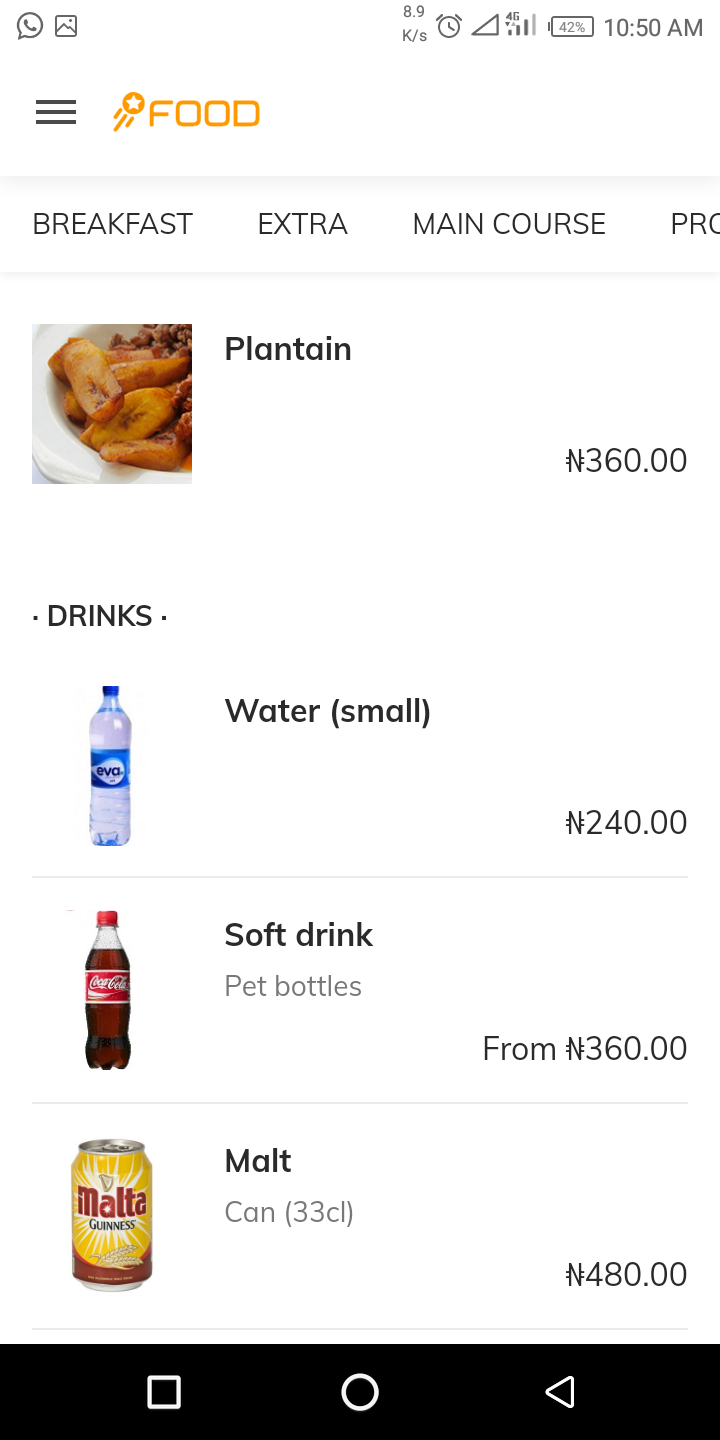 8.9
K/s
4G
42%
10:50 AM
FOOD
BREAKFAST EXTRA MAIN COURSE PRO
Plantain
₦360.00
· DRINKS ·
Water (small)
eva
₦240.00
Soft drink
Coca-Cola
Pet bottles
From ₦360.00
Malt
Malta
GUINNESS
Can (33cl)
₦480.00